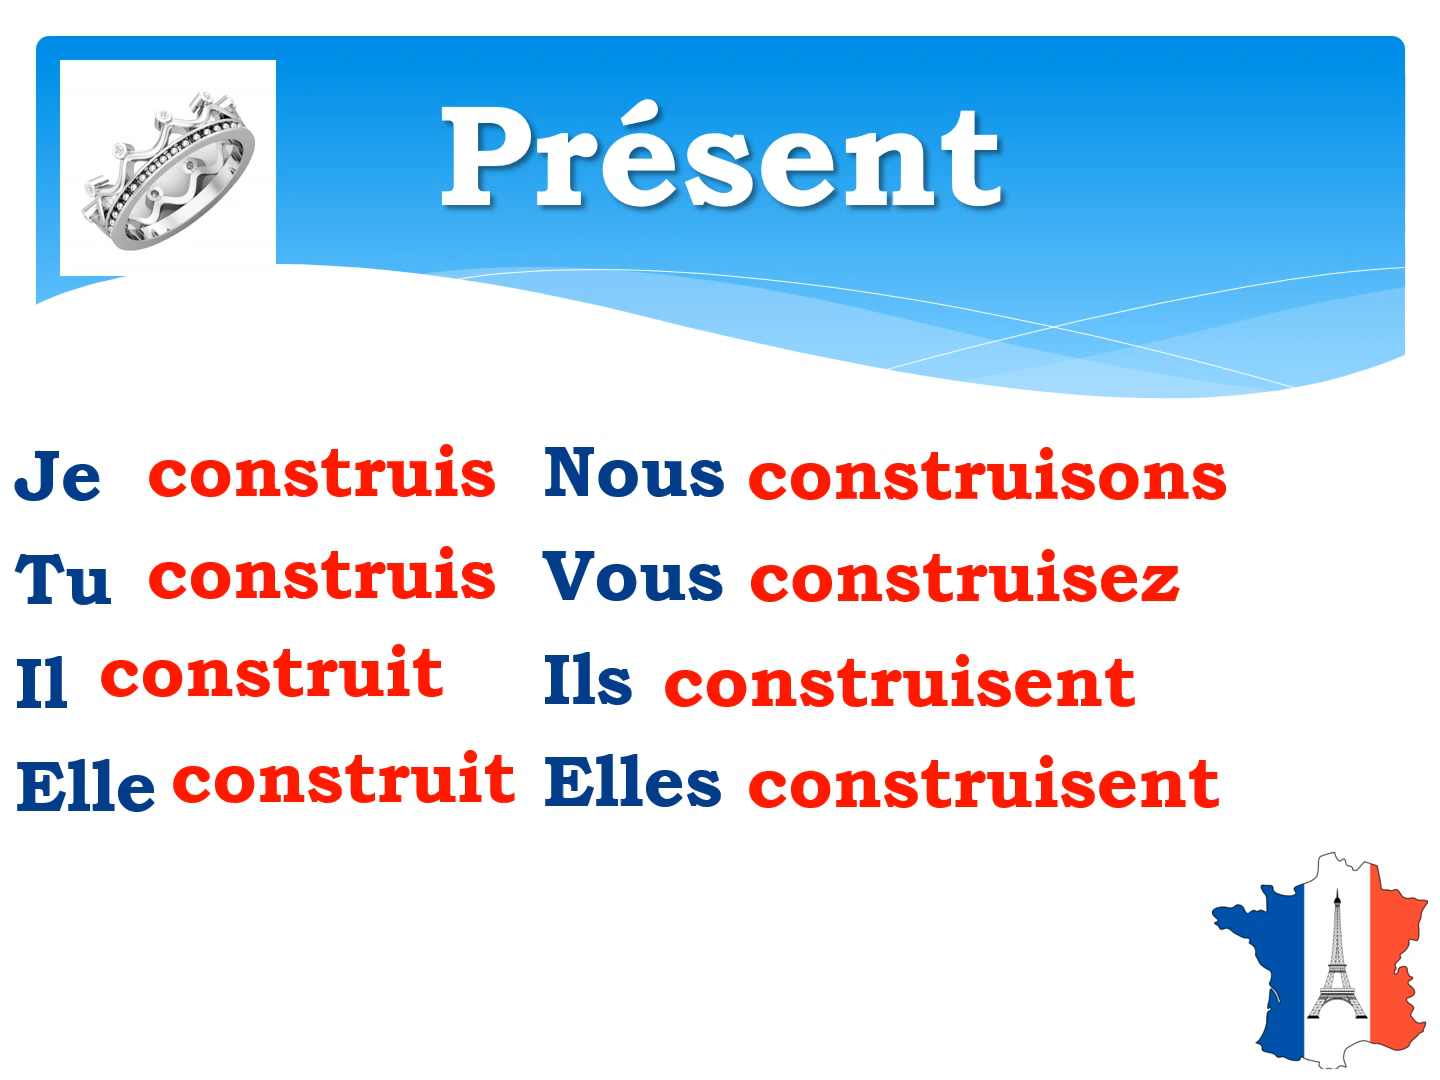 Présent
Je construis
Tu construis
Il construit
Elle construit
Nous construisons
Vous construisez
Ils construisent
Elles construisent